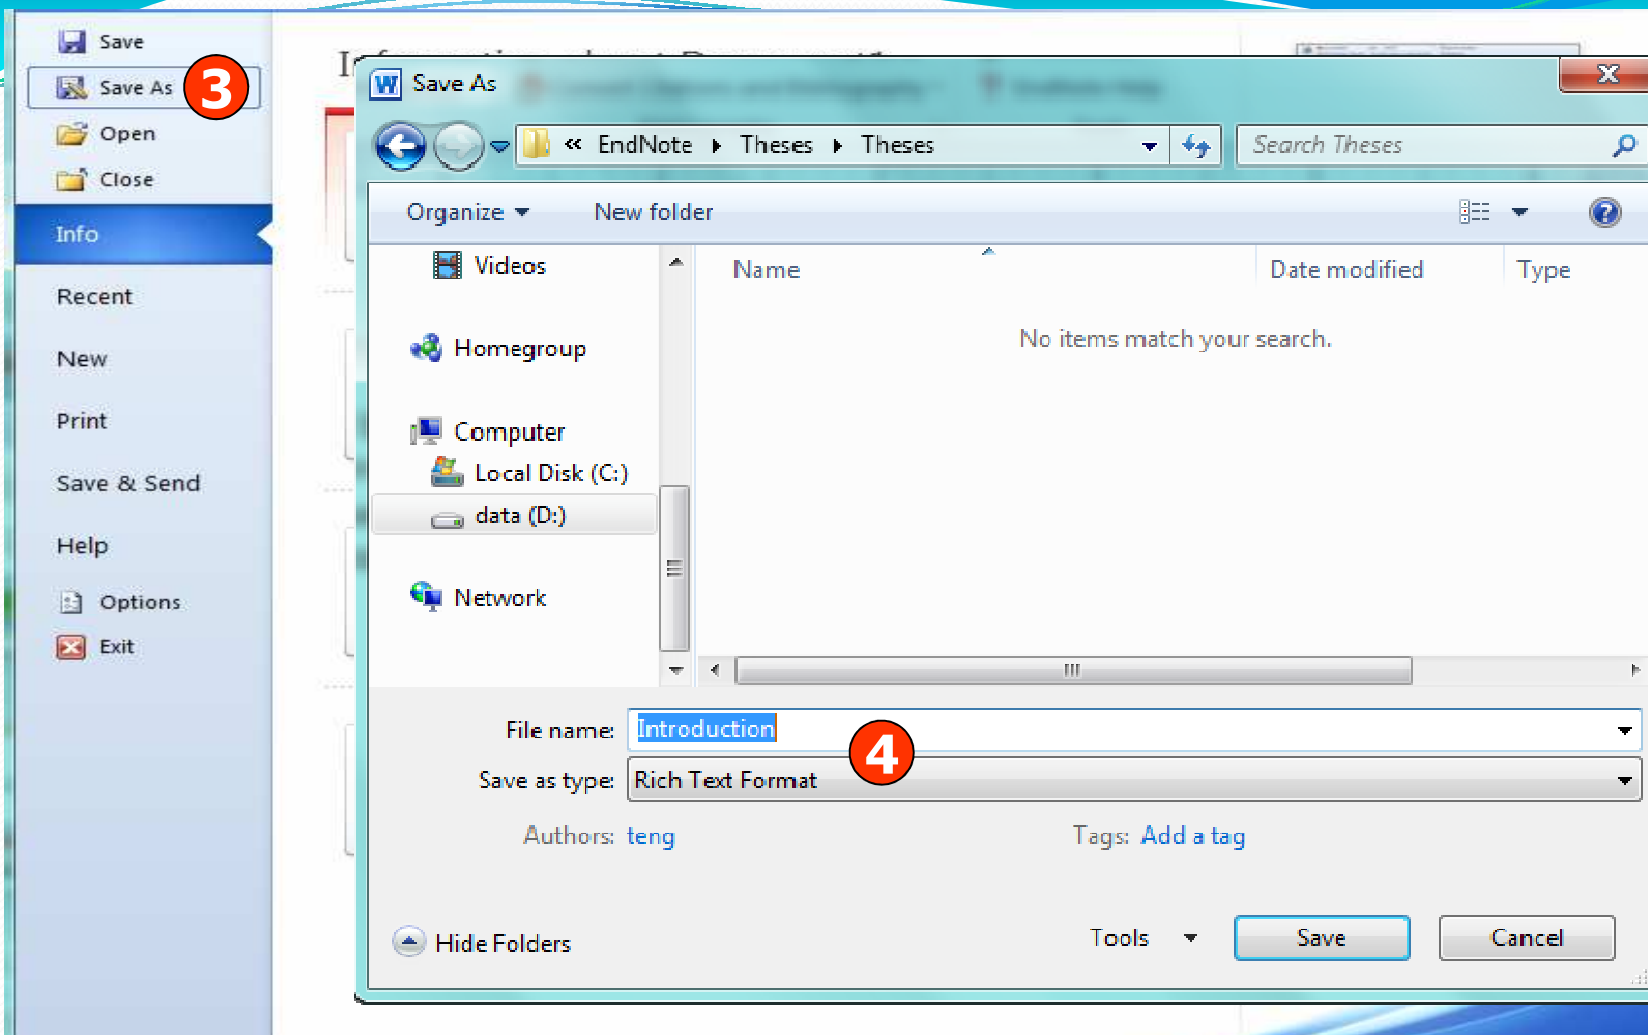 Save
Save As
3
Open
Close
Info
Recent
New
Print
Save & Send
Help
Options
Exit
Save As
« EndNote Theses Theses
Search Theses
Organize New folder
Videos
Homegroup
Computer
Local Disk (C:)
data (D:)
Network
Name Date modified Type
No items match your search.
File name: Introduction
4
Save as type: Rich Text Format
Authors: teng Tags: Add a tag
Hide Folders Tools Save Cancel